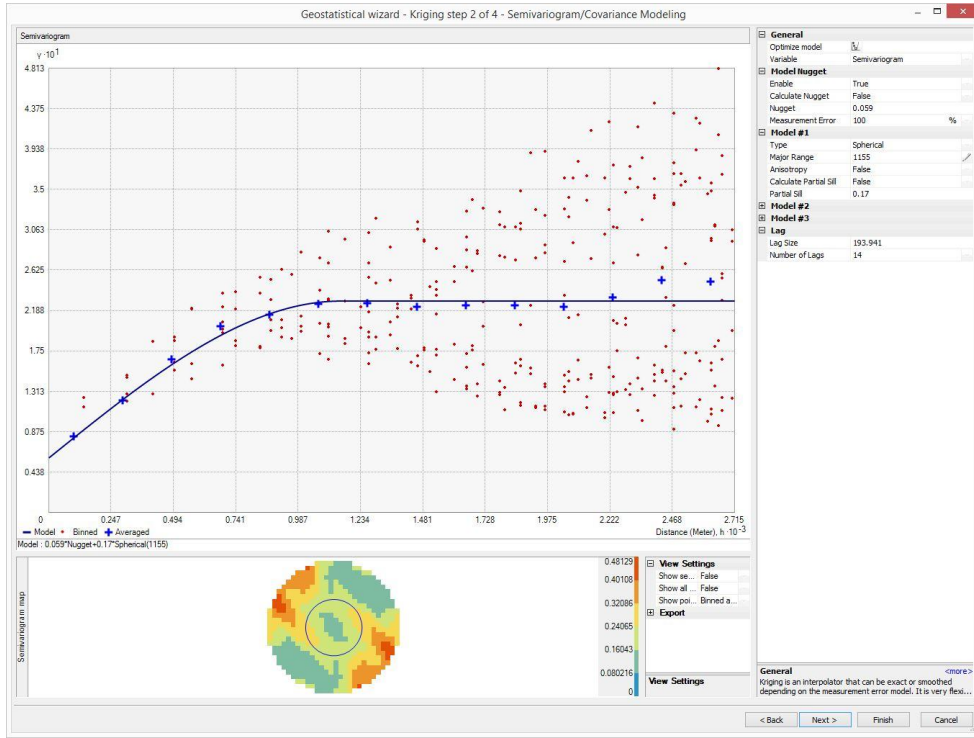 Geostatistical wizard - Kriging step 2 of 4 - Semivariogram/Covariance Modeling
Semivariogram
γ ·10¹
4.813
4.375
3.938
3.5
3.063
2.625
2.188
1.75
1.313
0.875
0.438
0 0.247 0.494 0.741 0.987 1.234 1.481 1.728 1.975 2.222 2.468 2.715
Model Binned Averaged
Distance (Meter), h ·10⁻³
Model : 0.059*Nugget+0.17*Spherical(1155)
Semivariogram map
0.48129
0.40108
0.32086
0.24065
0.16043
0.080216
0
View Settings
Show se... False
Show all ... False
Show poi... Binned a...
Export
View Settings
General
Optimize model
Variable Semivariogram
Model Nugget
Enable True
Calculate Nugget False
Nugget 0.059
Measurement Error 100 %
Model #1
Type Spherical
Major Range 1155
Anisotropy False
Calculate Partial Sill False
Partial Sill 0.17
Model #2
Model #3
Lag
Lag Size 193.941
Number of Lags 14
General <more>
Kriging is an interpolator that can be exact or smoothed
depending on the measurement error model. It is very flexi...
< Back Next > Finish Cancel